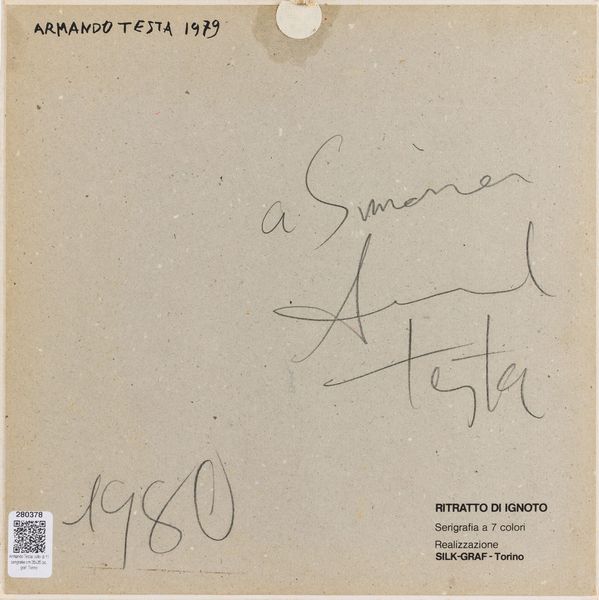 ARMANDO TESTA 1979
a Simona
Armando
testa
1980
RITRATTO DI IGNOTO
Serigrafia a 7 colori
Realizzazione
SILK-GRAF - Torino
280378